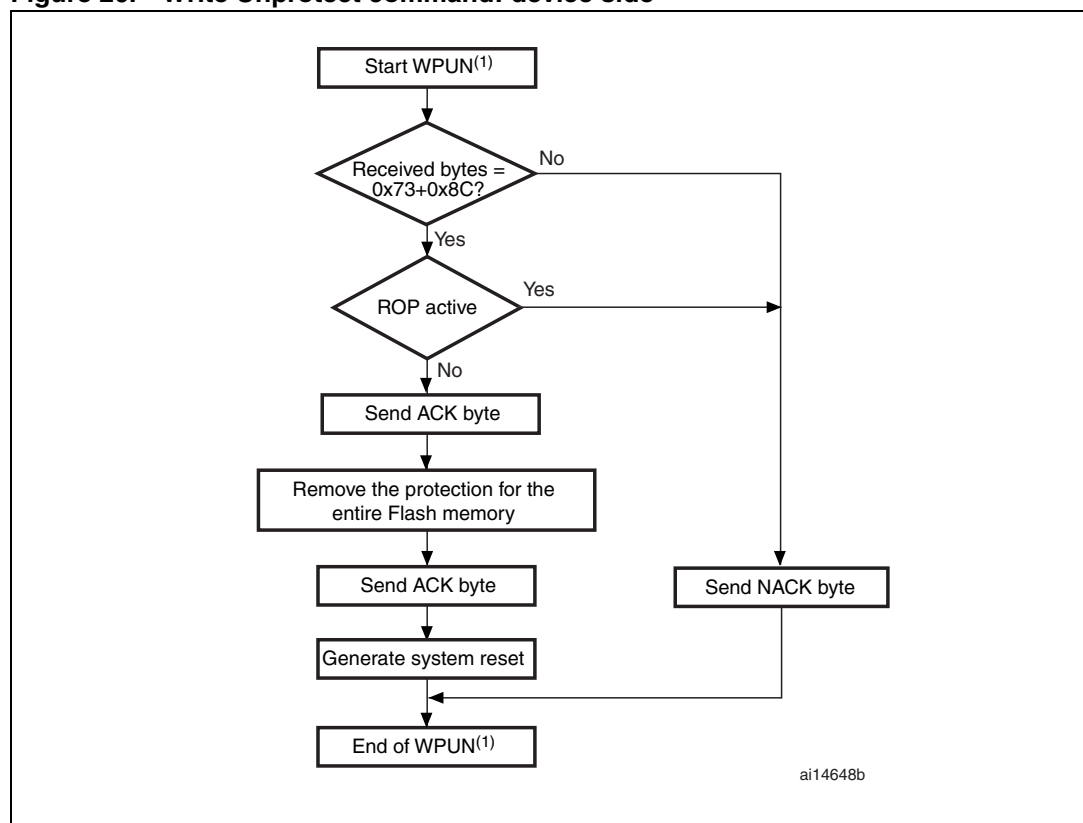 Start WPUN(1)
Received bytes =
0x73+0x8C?
No
Yes
ROP active
Yes
No
Send ACK byte
Remove the protection for the
entire Flash memory
Send ACK byte
Send NACK byte
Generate system reset
End of WPUN(1)
ai14648b